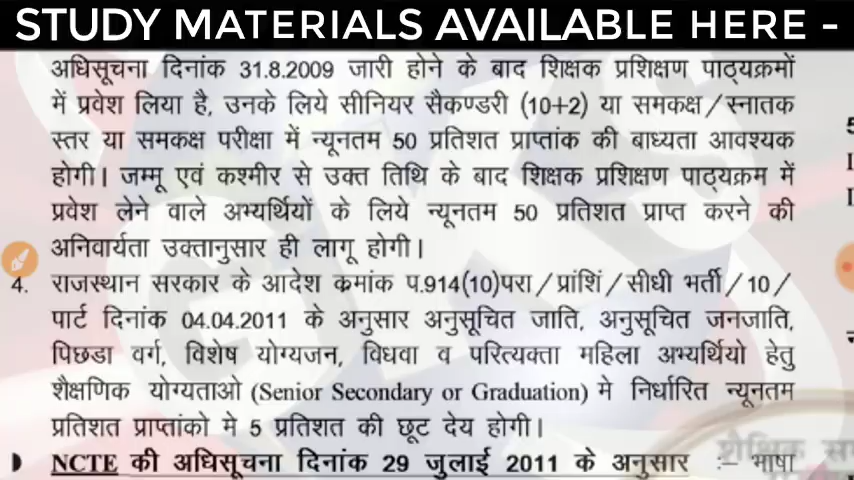 STUDY MATERIALS AVAILABLE HERE -
अधिसूचना दिनांक 31.8.2009 जारी होने के बाद शिक्षक प्रशिक्षण पाठ्यक्रमों
में प्रवेश लिया है, उनके लिये सीनियर सैकण्डरी (10+2) या समकक्ष/स्नातक
स्तर या समकक्ष परीक्षा में न्यूनतम 50 प्रतिशत प्राप्तांक की बाध्यता आवश्यक
होगी। जम्मू एवं कश्मीर से उक्त तिथि के बाद शिक्षक प्रशिक्षण पाठ्यक्रम में
प्रवेश लेने वाले अभ्यर्थियों के लिये न्यूनतम 50 प्रतिशत प्राप्त करने की
अनिवार्यता उक्तानुसार ही लागू होगी।
4. राजस्थान सरकार के आदेश क्रमांक प.914(10)परा/प्रांशिं/सीधी भर्ती/10/
पार्ट दिनांक 04.04.2011 के अनुसार अनुसूचित जाति, अनुसूचित जनजाति,
पिछडा वर्ग, विशेष योग्यजन, विधवा व परित्यक्ता महिला अभ्यर्थियो हेतु
शैक्षणिक योग्यताओ (Senior Secondary or Graduation) मे निर्धारित न्यूनतम
प्रतिशत प्राप्तांको मे 5 प्रतिशत की छूट देय होगी।
NCTE की अधिसूचना दिनांक 29 जुलाई 2011 के अनुसार :– भाषा